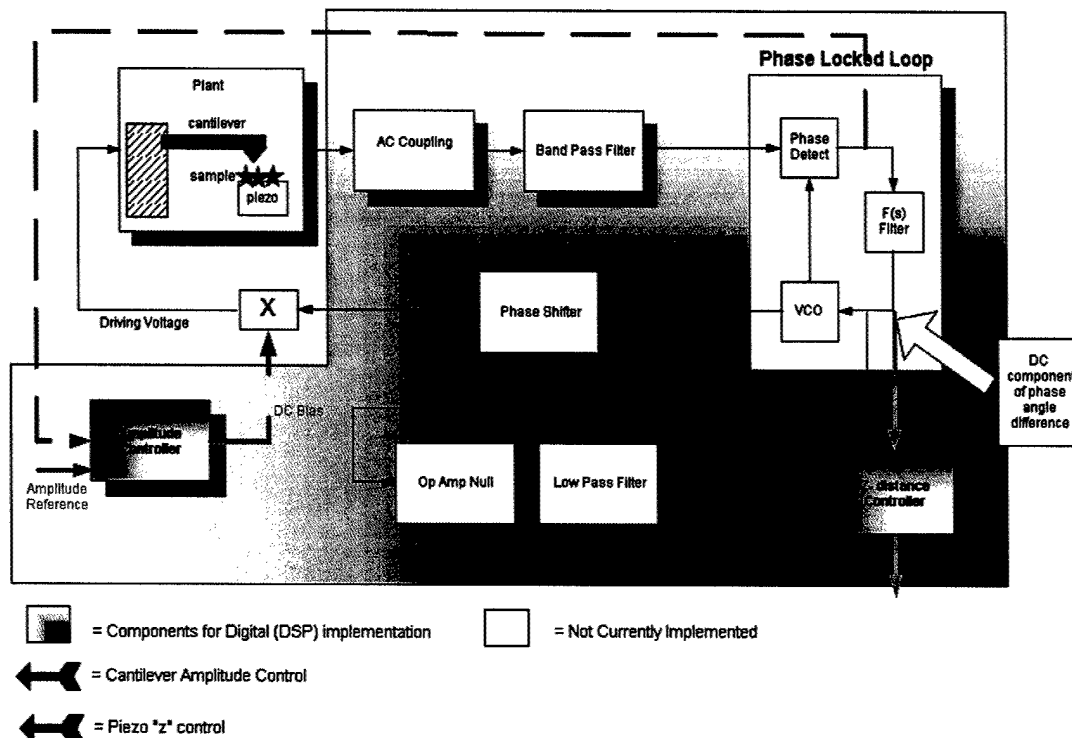 Phase Locked Loop
Plant
cantilever
sample
piezo
AC Coupling
Band Pass Filter
Phase
Detect
F(s)
Filter
X
Driving Voltage
Phase Shifter
VCO
DC
component
of phase
angle
difference
DC Bias
Amplitude
Reference
Op Amp Null
Low Pass Filter
distance
controller
= Components for Digital (DSP) implementation
= Not Currently Implemented
= Cantilever Amplitude Control
= Piezo "z" control